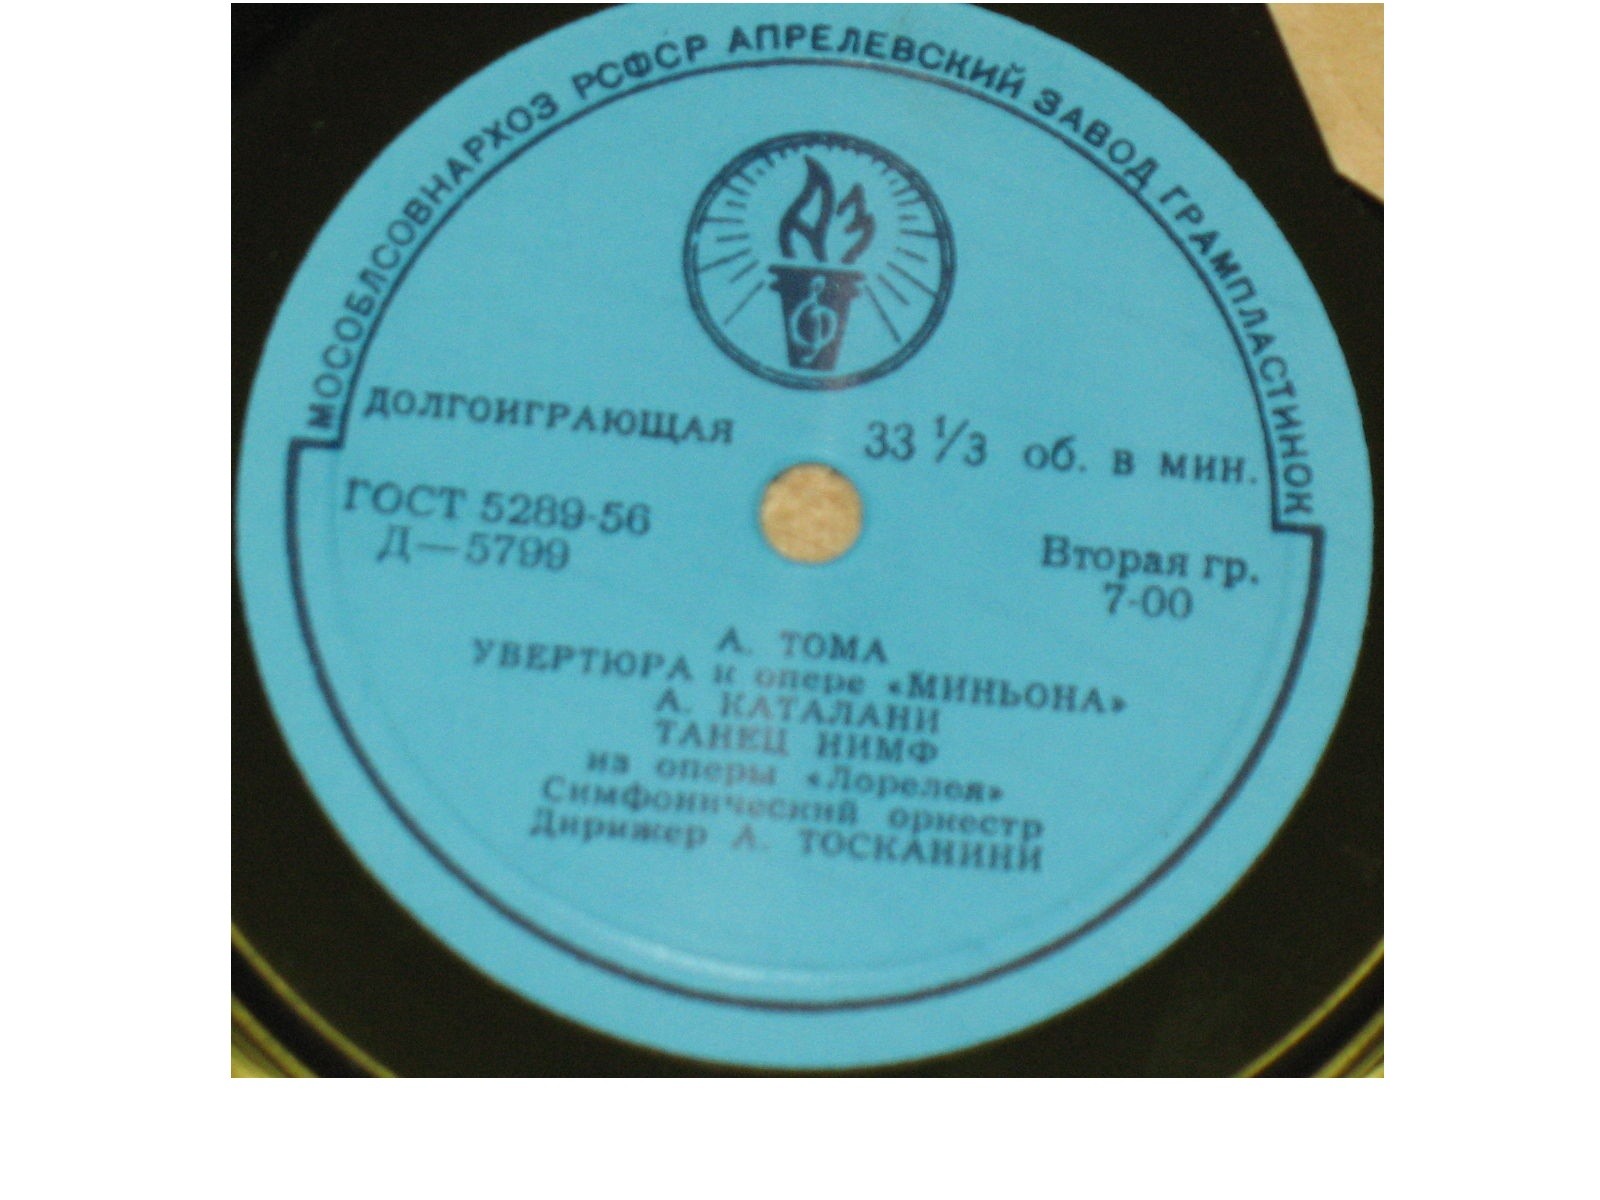 МОСОБЛСОВНАРХОЗ РСФСР АПРЕЛЕВСКИЙ ЗАВОД ГРАМПЛАСТИНОК
АЗ
ДОЛГОИГРАЮЩАЯ 33 1/3 об. в мин.
ГОСТ 5289-56
Д—5799
Вторая гр.
7-00
А. ТОМА
УВЕРТЮРА к опере «МИНЬОНА»
А. КАТАЛАНИ
ТАНЕЦ НИМФ
из оперы «Лорелея»
Симфонический оркестр
Дирижер А. ТОСКАНИНИ